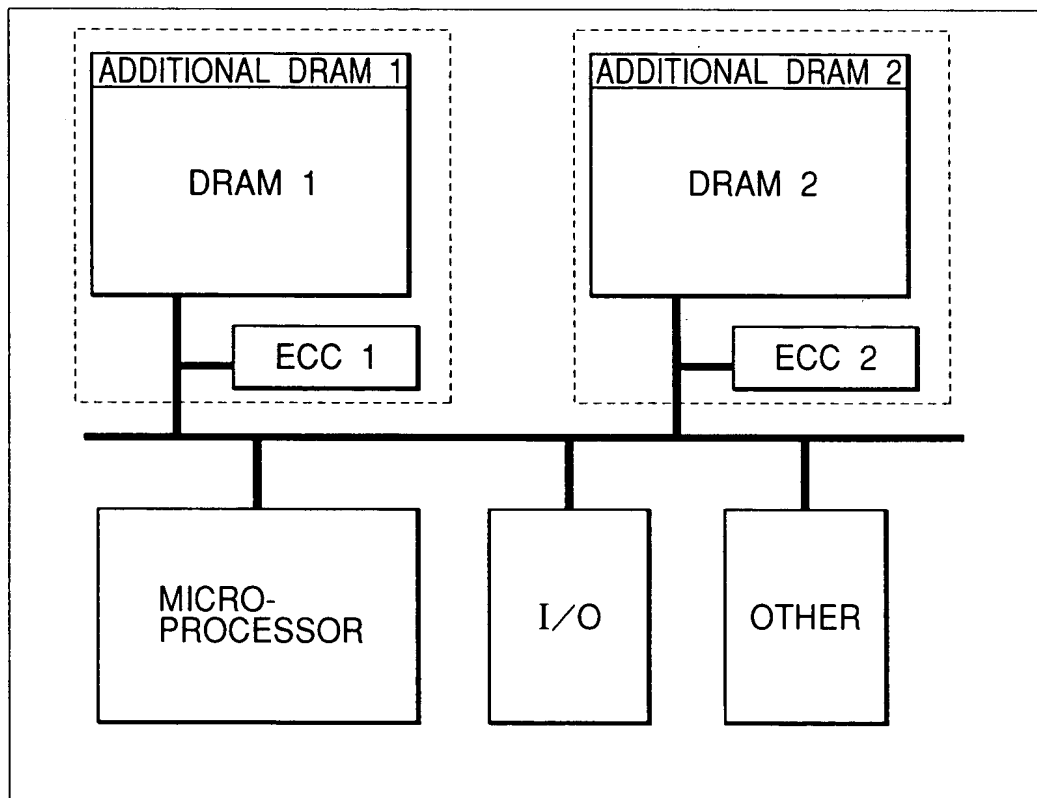 ADDITIONAL DRAM 1
DRAM 1
ECC 1
ADDITIONAL DRAM 2
DRAM 2
ECC 2
MICRO-
PROCESSOR
I/O
OTHER